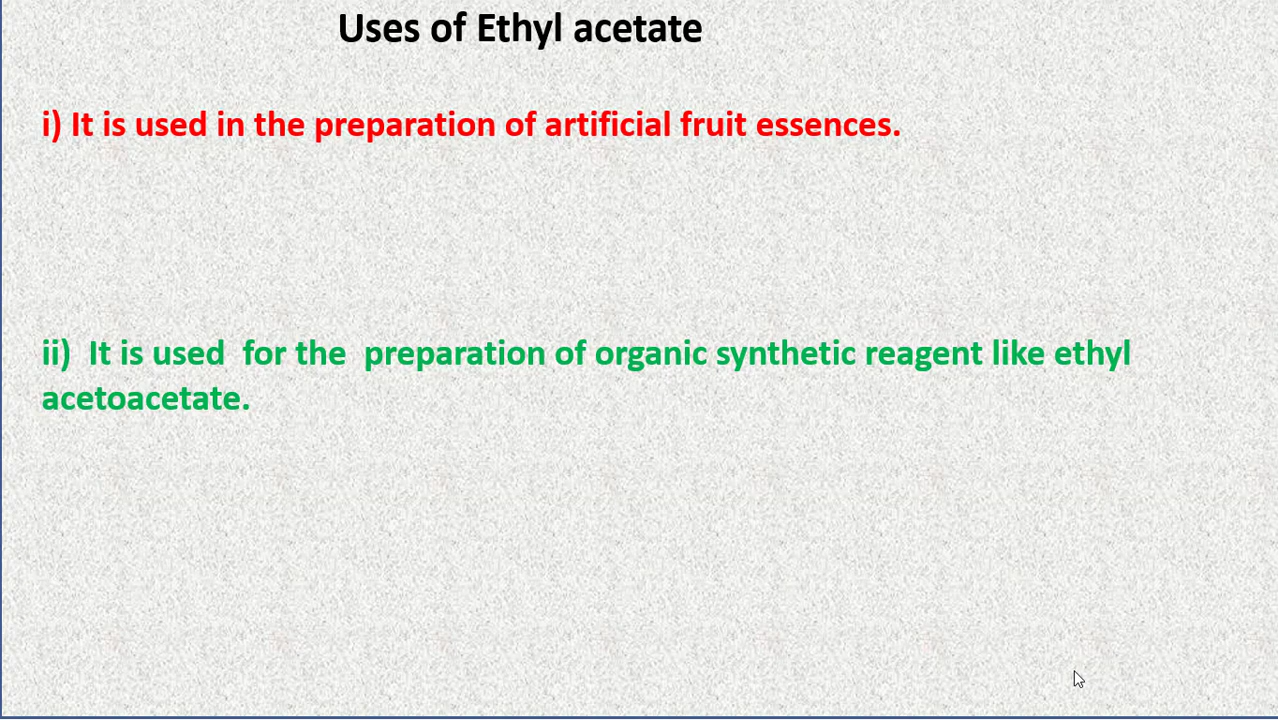 Uses of Ethyl acetate
i) It is used in the preparation of artificial fruit essences.
ii)  It is used  for the  preparation of organic synthetic reagent like ethyl
acetoacetate.